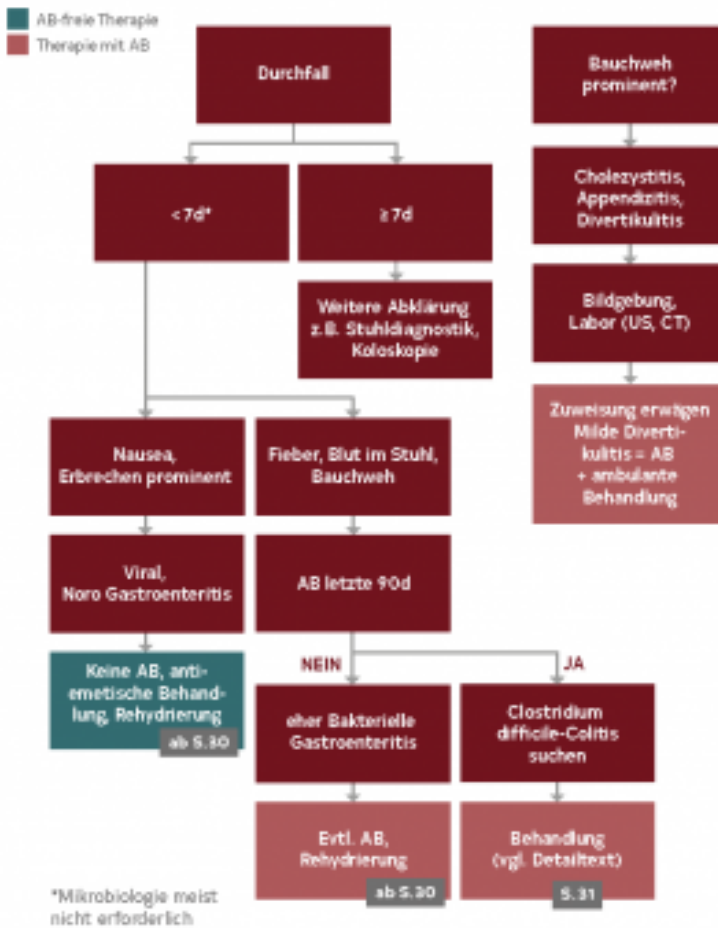 AB-freie Therapie
Therapie mit AB
Durchfall
Bauchweh
prominent?
< 7d*
≥ 7d
Cholezystitis,
Appendizitis,
Divertikulitis
Weitere Abklärung
z.B. Stuhldiagnostik,
Koloskopie
Bildgebung,
Labor (US, CT)
Zuweisung erwägen
Milde Diverti-
kulitis = AB
+ ambulante
Behandlung
Nausea,
Erbrechen prominent
Fieber, Blut im Stuhl,
Bauchweh
Viral,
Noro Gastroenteritis
AB letzte 90d
Keine AB, anti-
emetische Behand-
lung, Rehydrierung
ab S.30
NEIN
JA
eher Bakterielle
Gastroenteritis
Clostridium
difficile-Colitis
suchen
Evtl. AB,
Rehydrierung
ab S.30
Behandlung
(vgl. Detailtext)
S.31
*Mikrobiologie meist
nicht erforderlich